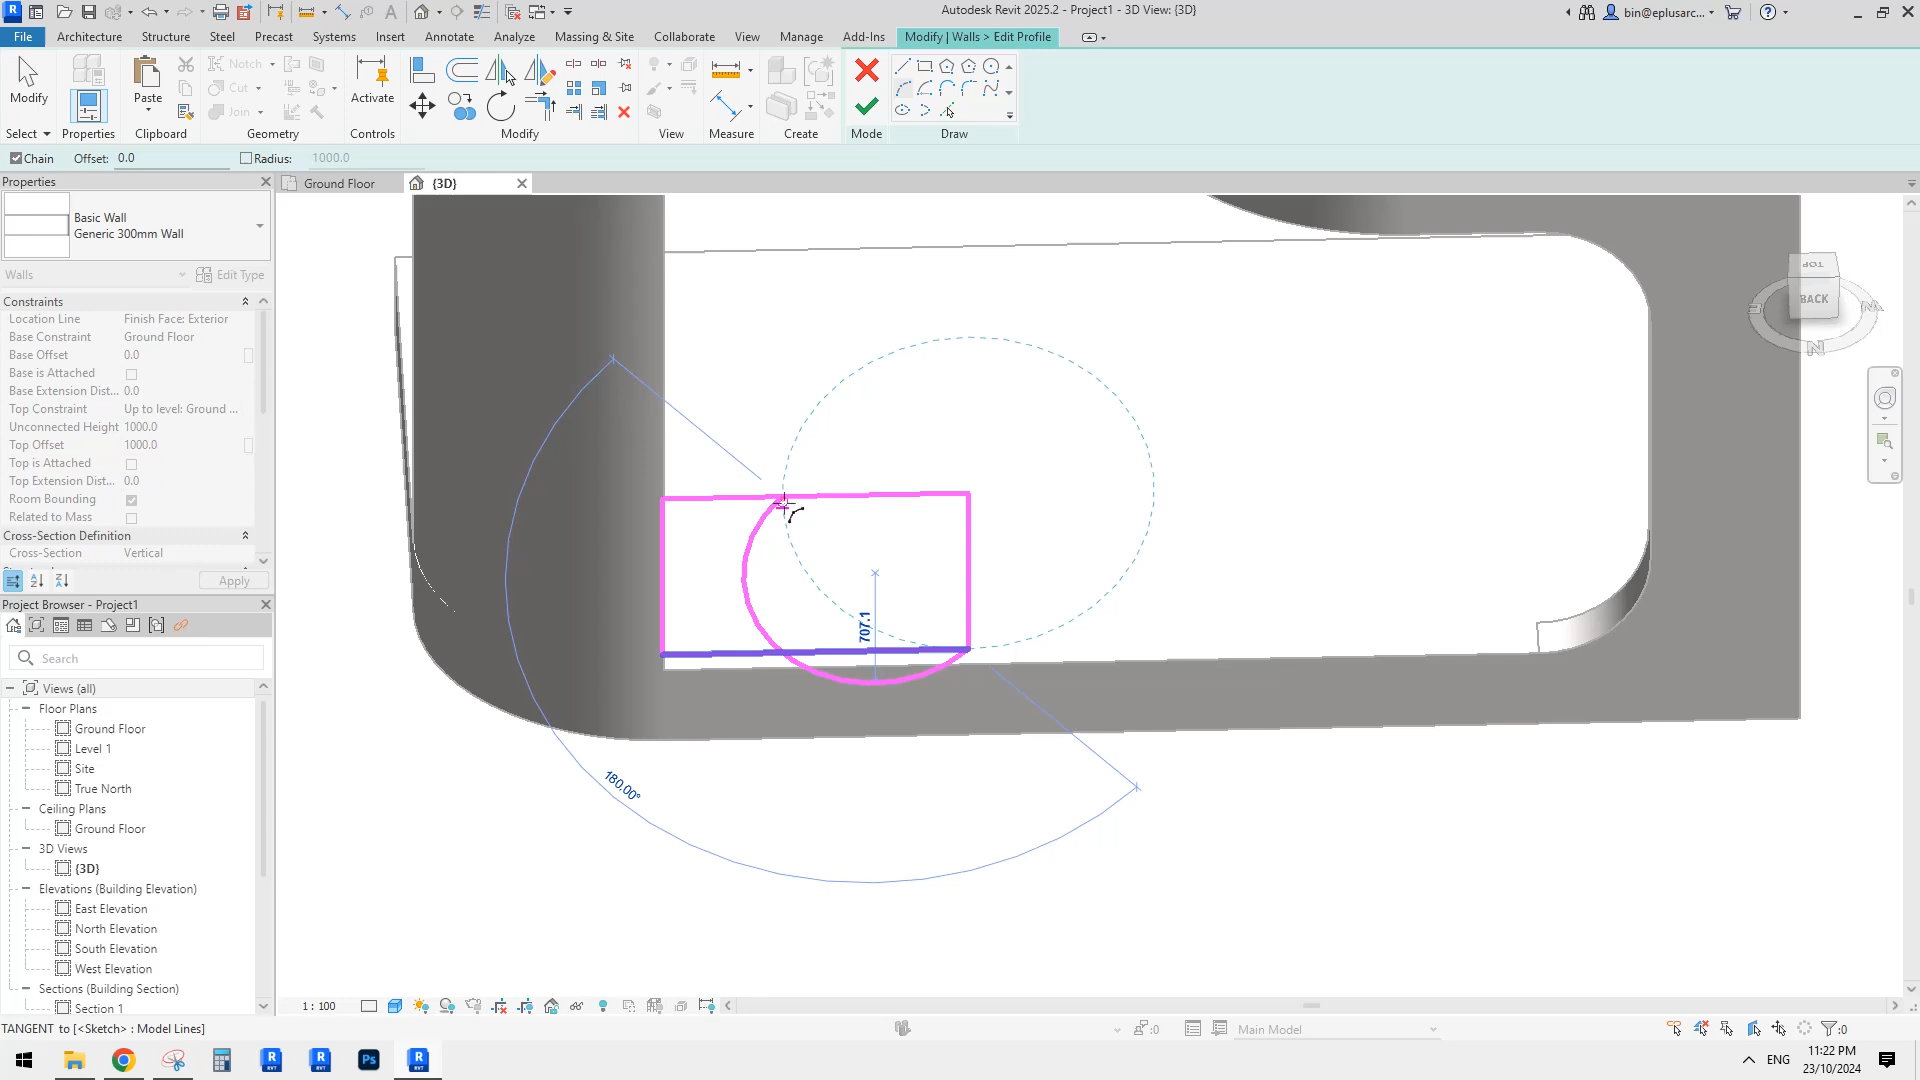 Autodesk Revit 2025.2 - Project1 - 3D View: {3D}
bin@eplusarc...
File
Architecture
Structure
Steel
Precast
Systems
Insert
Annotate
Analyze
Massing & Site
Collaborate
View
Manage
Add-Ins
Modify | Walls > Edit Profile
Modify
Paste
Notch
Cut
Join
Activate
Select
Properties
Clipboard
Geometry
Controls
Modify
View
Measure
Create
Mode
Draw
Chain
Offset:
0.0
Radius:
1000.0
Properties
Ground Floor
{3D}
Basic Wall
Generic 300mm Wall
Walls
Edit Type
Constraints
Location Line
Finish Face: Exterior
Base Constraint
Ground Floor
Base Offset
0.0
Base is Attached
Base Extension Dist...
0.0
Top Constraint
Up to level: Ground ...
Unconnected Height
1000.0
Top Offset
1000.0
Top is Attached
Top Extension Dist...
0.0
Room Bounding
Related to Mass
Cross-Section Definition
Cross-Section
Vertical
Apply
Project Browser - Project1
Search
Views (all)
Floor Plans
Ground Floor
Level 1
Site
True North
Ceiling Plans
Ground Floor
3D Views
{3D}
Elevations (Building Elevation)
East Elevation
North Elevation
South Elevation
West Elevation
Sections (Building Section)
Section 1
TOP
BACK
N
707.1
180.00°
1 : 100
TANGENT to [<Sketch> : Model Lines]
:0
Main Model
:0
ENG
11:22 PM
23/10/2024